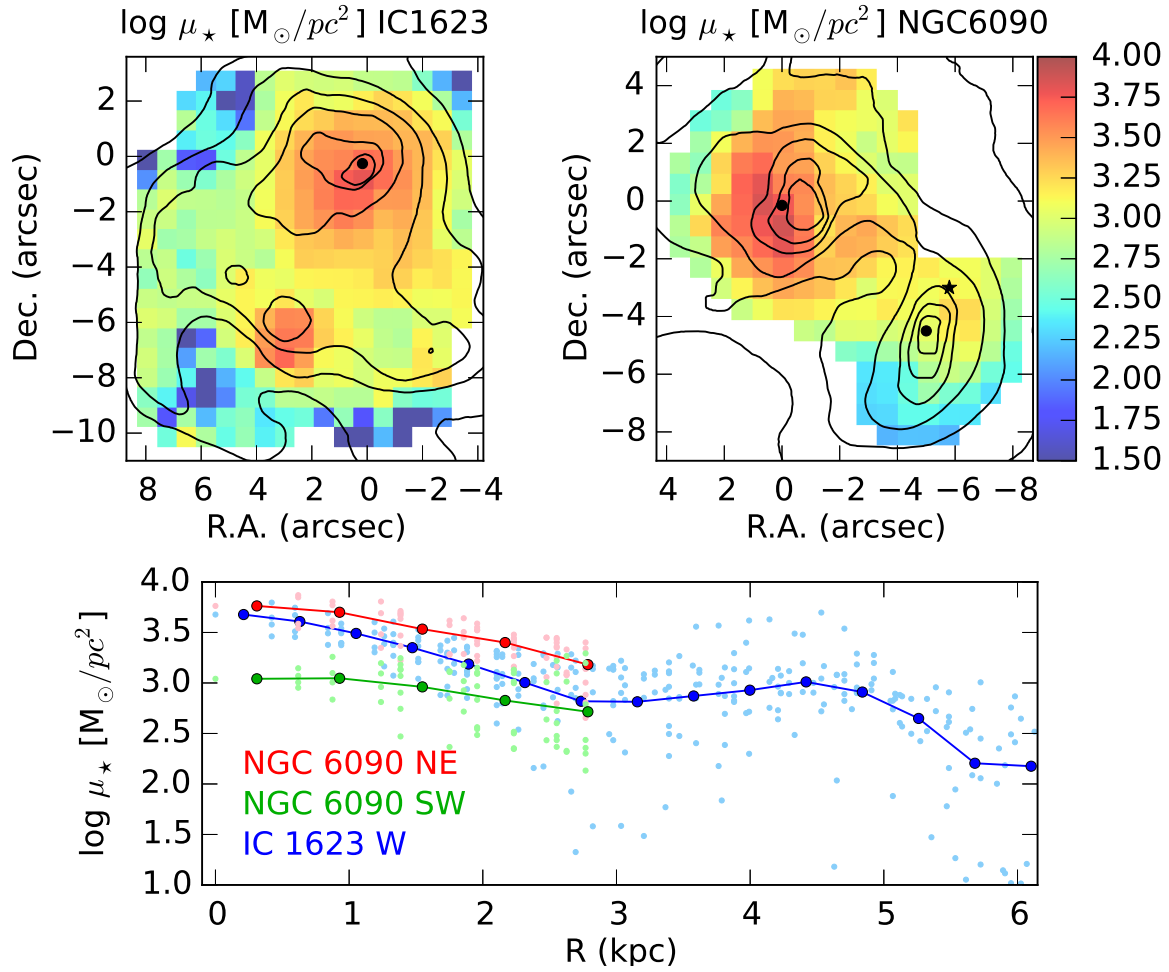 log μ⋆ [M⊙/pc²] IC1623
log μ⋆ [M⊙/pc²] NGC6090
2
0
−2
−4
−6
−8
−10
Dec. (arcsec)
8 6 4 2 0 −2 −4
R.A. (arcsec)
4
2
0
−2
−4
−6
−8
Dec. (arcsec)
4 2 0 −2 −4 −6 −8
R.A. (arcsec)
4.00
3.75
3.50
3.25
3.00
2.75
2.50
2.25
2.00
1.75
1.50
4.0
3.5
3.0
2.5
2.0
1.5
1.0
log μ⋆ [M⊙/pc²]
NGC 6090 NE
NGC 6090 SW
IC 1623 W
0 1 2 3 4 5 6
R (kpc)